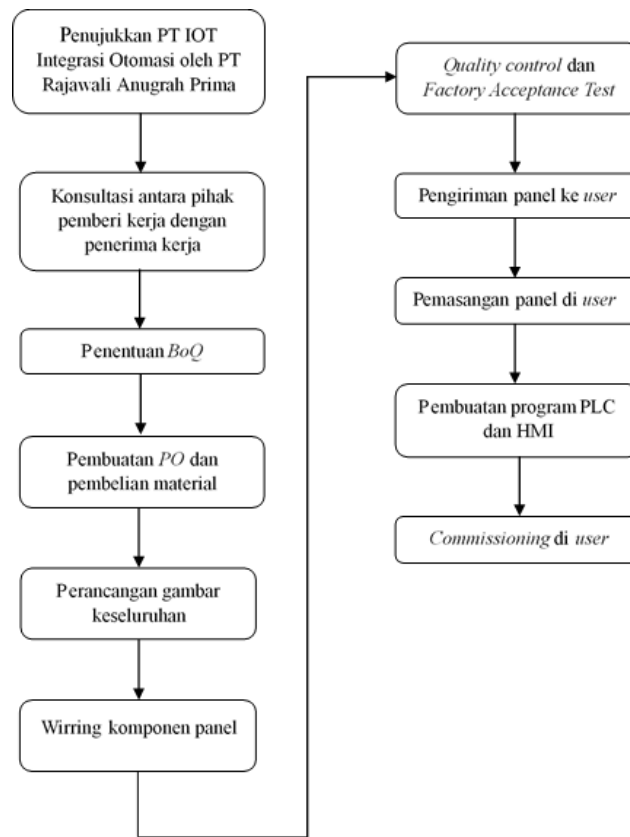 Penujukkan PT IOT
Integrasi Otomasi oleh PT
Rajawali Anugrah Prima
Konsultasi antara pihak
pemberi kerja dengan
penerima kerja
Penentuan BoQ
Pembuatan PO dan
pembelian material
Perancangan gambar
keseluruhan
Wirring komponen panel
Quality control dan
Factory Acceptance Test
Pengiriman panel ke user
Pemasangan panel di user
Pembuatan program PLC
dan HMI
Commissioning di user